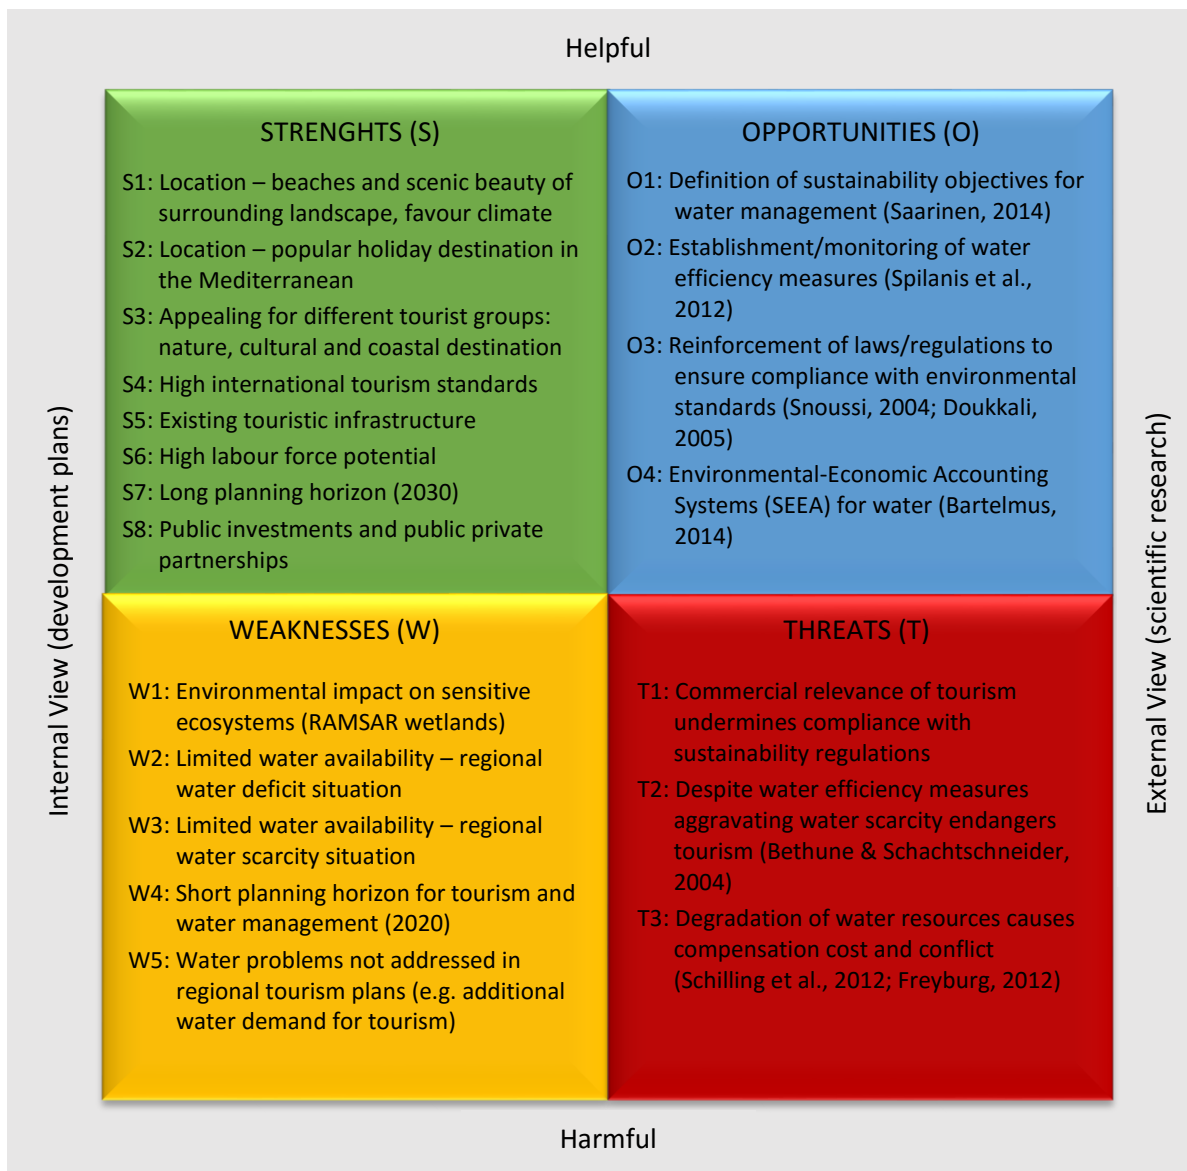 Helpful
STRENGHTS (S)
S1: Location – beaches and scenic beauty of
surrounding landscape, favour climate
S2: Location – popular holiday destination in
the Mediterranean
S3: Appealing for different tourist groups:
nature, cultural and coastal destination
S4: High international tourism standards
S5: Existing touristic infrastructure
S6: High labour force potential
S7: Long planning horizon (2030)
S8: Public investments and public private
partnerships
OPPORTUNITIES (O)
O1: Definition of sustainability objectives for
water management (Saarinen, 2014)
O2: Establishment/monitoring of water
efficiency measures (Spilanis et al.,
2012)
O3: Reinforcement of laws/regulations to
ensure compliance with environmental
standards (Snoussi, 2004; Doukkali,
2005)
O4: Environmental-Economic Accounting
Systems (SEEA) for water (Bartelmus,
2014)
Internal View (development plans)
External View (scientific research)
WEAKNESSES (W)
W1: Environmental impact on sensitive
ecosystems (RAMSAR wetlands)
W2: Limited water availability – regional
water deficit situation
W3: Limited water availability – regional
water scarcity situation
W4: Short planning horizon for tourism and
water management (2020)
W5: Water problems not addressed in
regional tourism plans (e.g. additional
water demand for tourism)
THREATS (T)
T1: Commercial relevance of tourism
undermines compliance with
sustainability regulations
T2: Despite water efficiency measures
aggravating water scarcity endangers
tourism (Bethune & Schachtschneider,
2004)
T3: Degradation of water resources causes
compensation cost and conflict
(Schilling et al., 2012; Freyburg, 2012)
Harmful